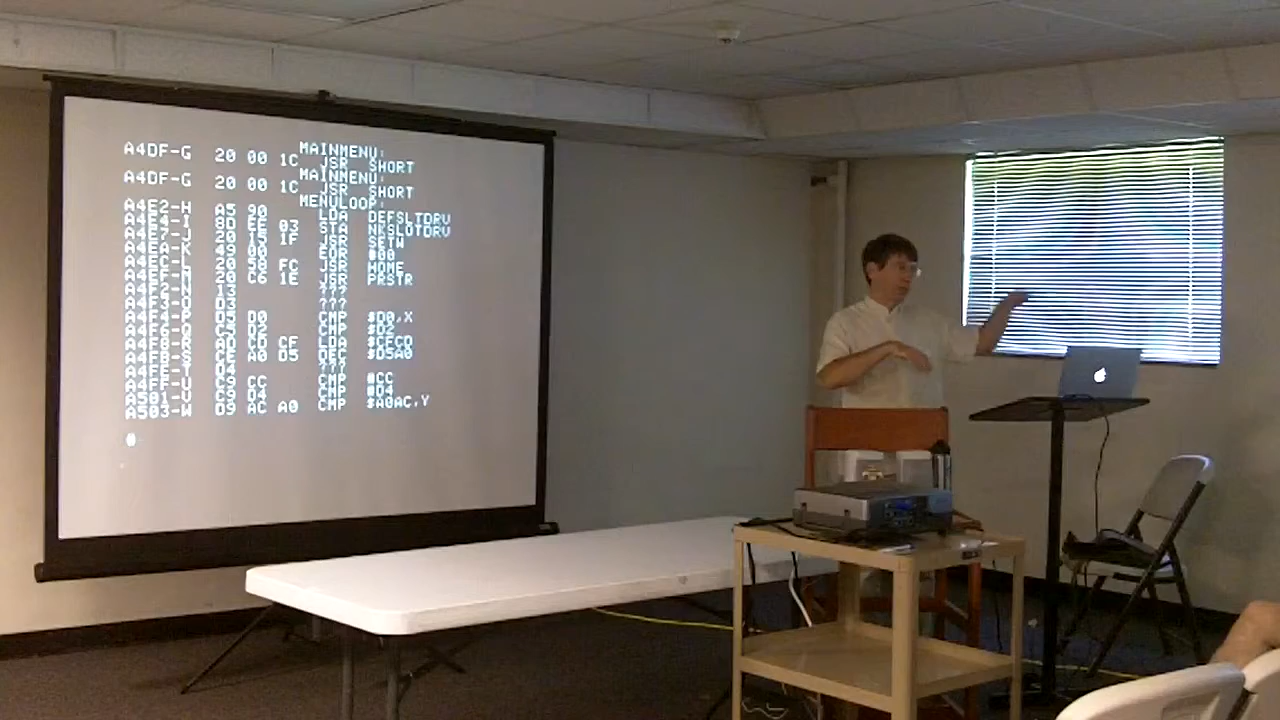 MAINMENU:
A4DF-G 20 00 1C JSR SHORT
MAINMENU:
A4DF-G 20 00 1C JSR SHORT
MENULOOP:
A4E2-H A5 90 LDA DEFSLTDRV
A4E4-I 8D EE 03 STA NKSLOTDRV
A4E7-J 20 15 1F JSR SETW
A4EA-K 49 00 EOR #00
A4EC-L 20 58 FC JSR HOME
A4EF-M 20 C6 1E JSR PRSTR
A4F2-N 13 ???
A4F3-O D3 ???
A4F4-P D5 D0 CMP $D0,X
A4F6-Q C5 D2 CMP $D2
A4F8-R AD CD CF LDA $CFCD
A4FB-S CE A0 D5 DEC $D5A0
A4FE-T D4 ???
A4FF-U C9 CC CMP #CC
A501-V C9 D4 CMP #D4
A503-W D9 AC A0 CMP $A0AC,Y